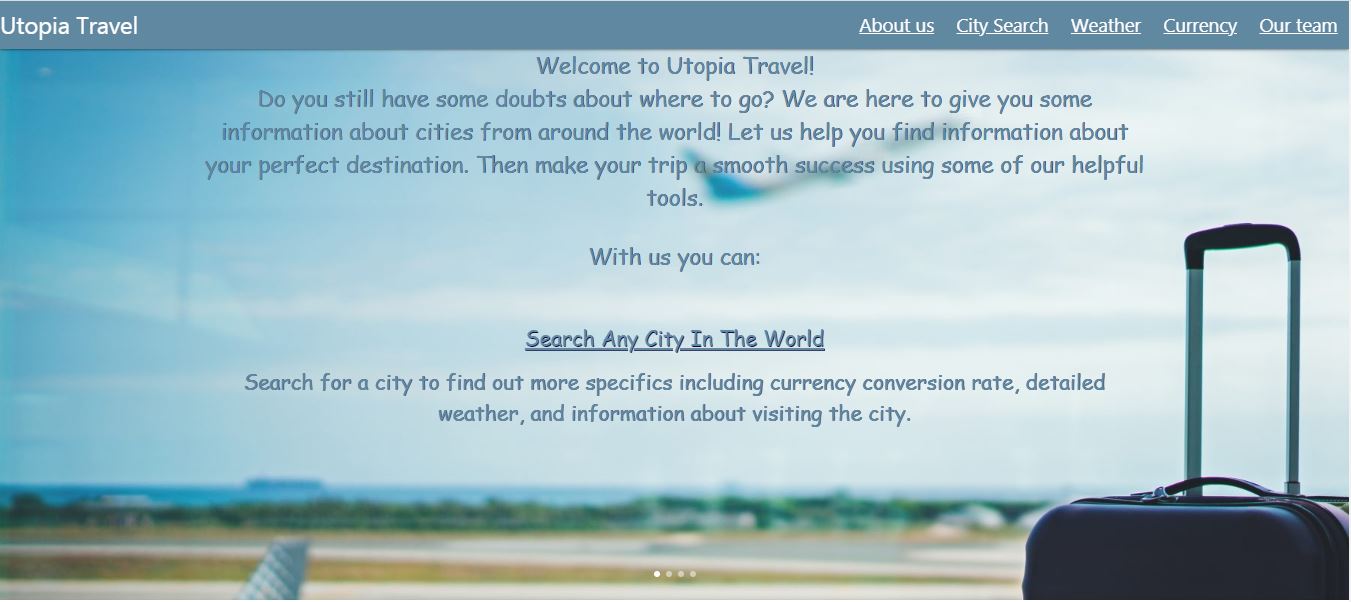 Utopia Travel
About us City Search Weather Currency Our team
Welcome to Utopia Travel!
Do you still have some doubts about where to go? We are here to give you some
information about cities from around the world! Let us help you find information about
your perfect destination. Then make your trip a smooth success using some of our helpful
tools.
With us you can:
Search Any City In The World
Search for a city to find out more specifics including currency conversion rate, detailed
weather, and information about visiting the city.